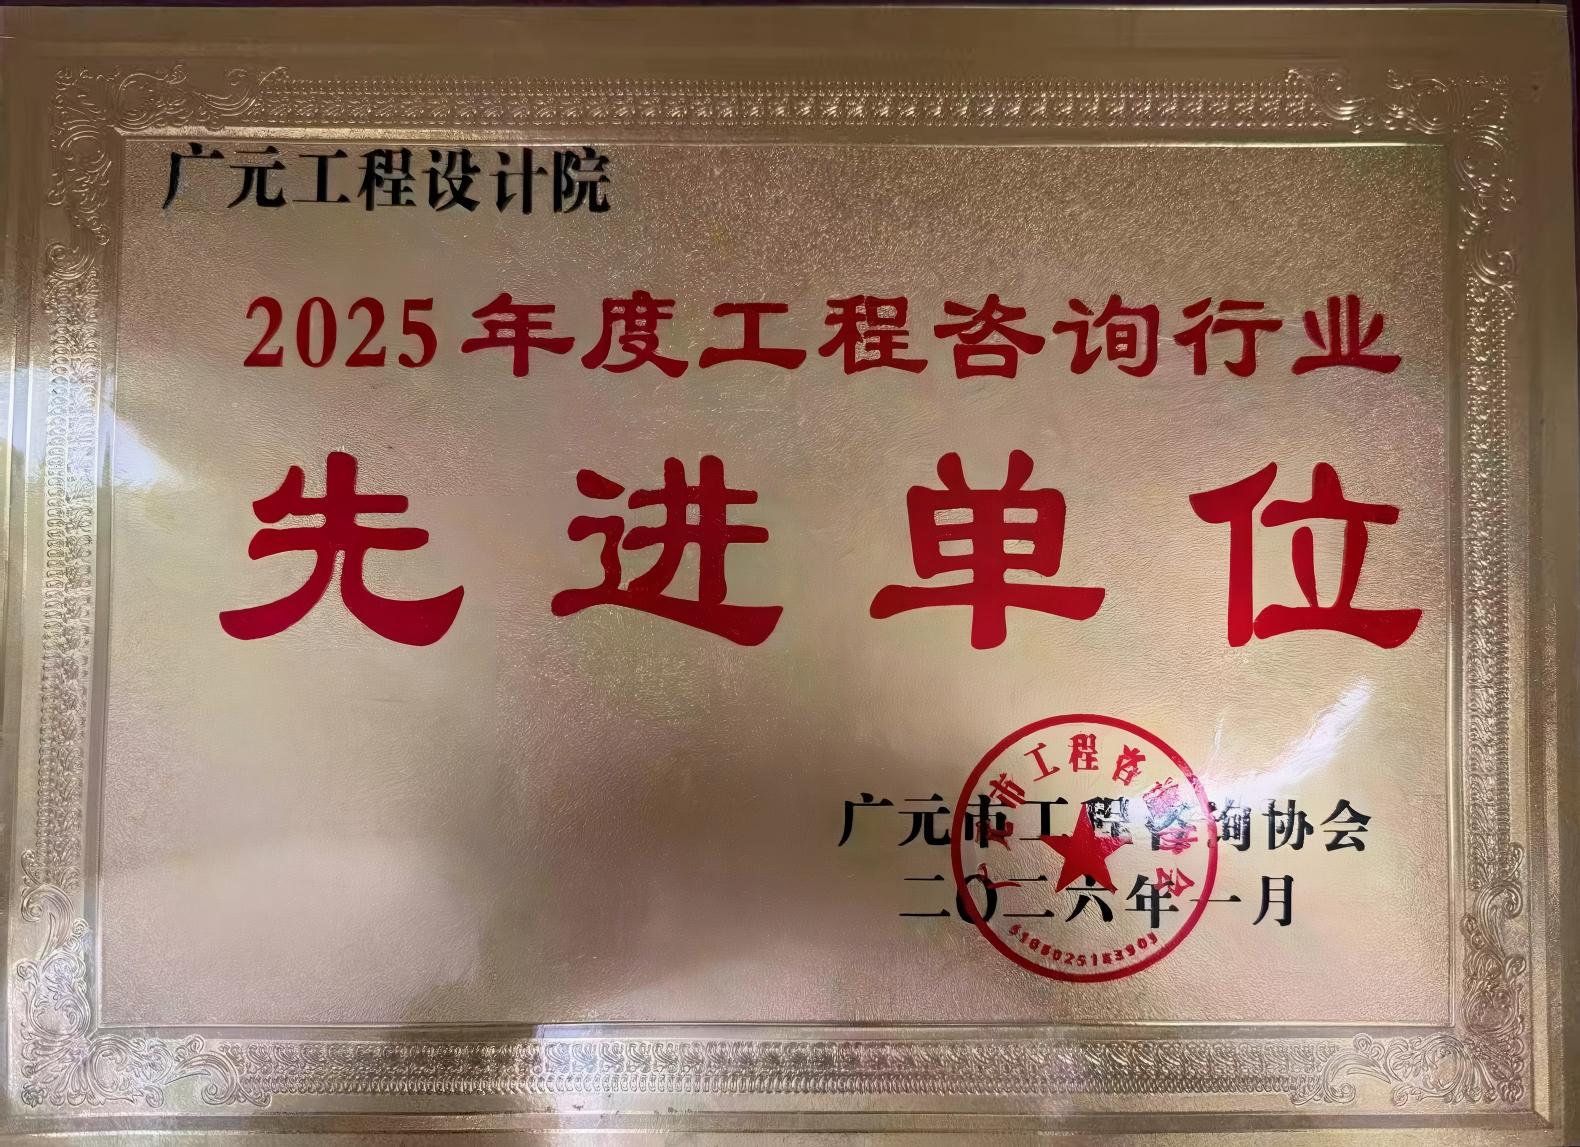 广元工程设计院
2025年度工程咨询行业
先进单位
广元市工程咨询协会
二〇二六年一月